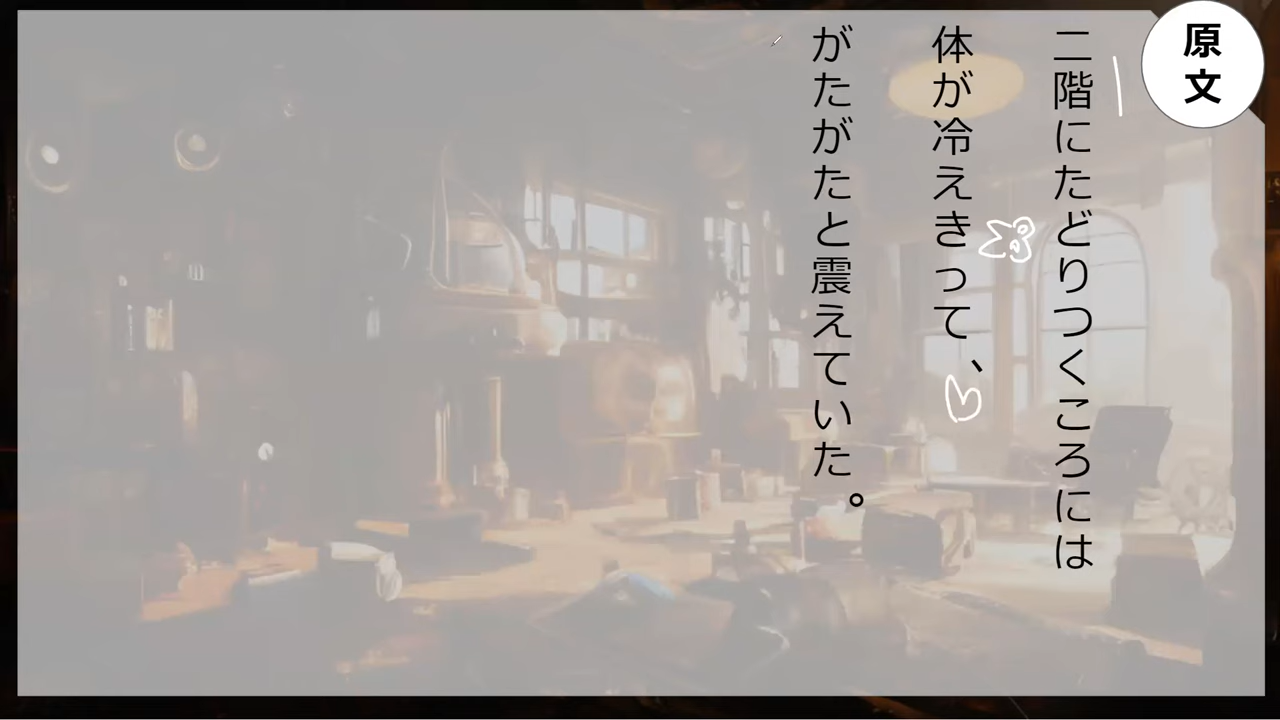 原文
二階にたどりつくころには
体が冷えきって、
がたがたと震えていた。